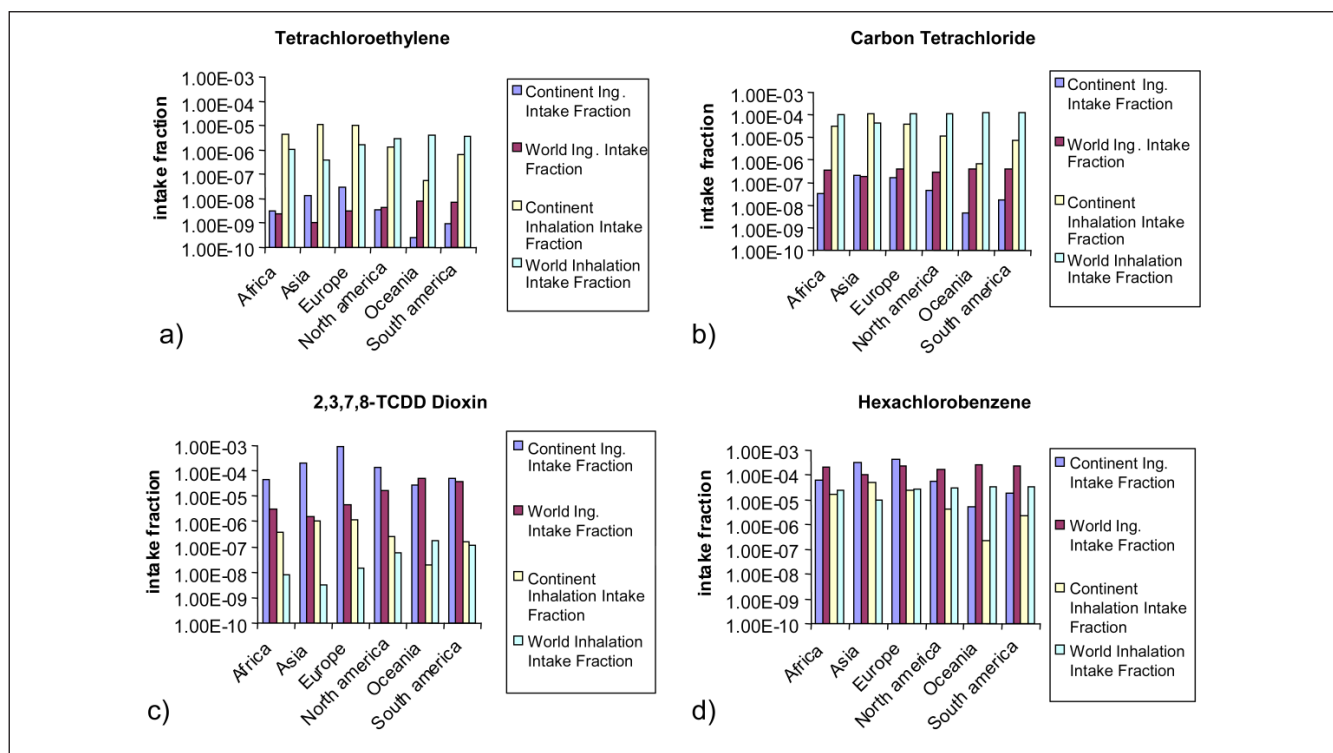 Tetrachloroethylene
1.00E-03
1.00E-04
1.00E-05
1.00E-06
1.00E-07
1.00E-08
1.00E-09
1.00E-10
intake fraction
Africa
Asia
Europe
North america
Oceania
South america
Continent Ing.
Intake Fraction
World Ing. Intake
Fraction
Continent
Inhalation Intake
Fraction
World Inhalation
Intake Fraction
a)
Carbon Tetrachloride
1.00E-03
1.00E-04
1.00E-05
1.00E-06
1.00E-07
1.00E-08
1.00E-09
1.00E-10
intake fraction
Africa
Asia
Europe
North america
Oceania
South america
Continent Ing.
Intake Fraction
World Ing. Intake
Fraction
Continent
Inhalation Intake
Fraction
World Inhalation
Intake Fraction
b)
2,3,7,8-TCDD Dioxin
1.00E-03
1.00E-04
1.00E-05
1.00E-06
1.00E-07
1.00E-08
1.00E-09
1.00E-10
intake fraction
Africa
Asia
Europe
North america
Oceania
South america
Continent Ing.
Intake Fraction
World Ing.
Intake Fraction
Continent
Inhalation Intake
Fraction
World Inhalation
Intake Fraction
c)
Hexachlorobenzene
1.00E-03
1.00E-04
1.00E-05
1.00E-06
1.00E-07
1.00E-08
1.00E-09
1.00E-10
intake fraction
Africa
Asia
Europe
North america
Oceania
South america
Continent Ing.
Intake Fraction
World Ing.
Intake Fraction
Continent
Inhalation Intake
Fraction
World Inhalation
Intake Fraction
d)